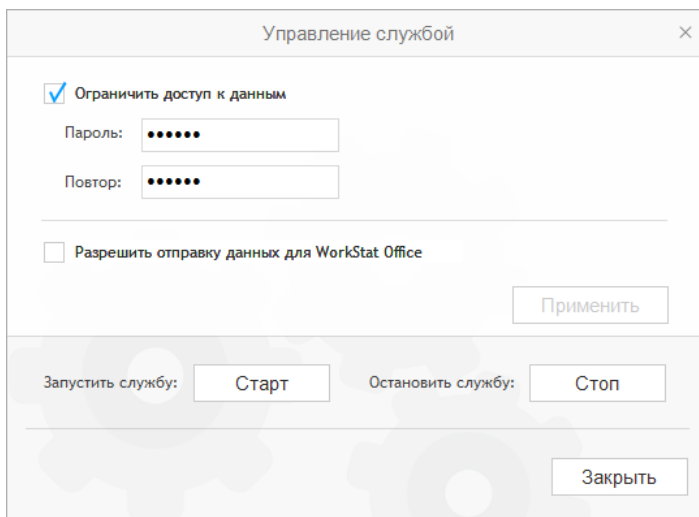 Управление службой
Ограничить доступ к данным
Пароль: ••••••
Повтор: ••••••
Разрешить отправку данных для WorkStat Office
Применить
Запустить службу: Старт Остановить службу: Стоп
Закрыть